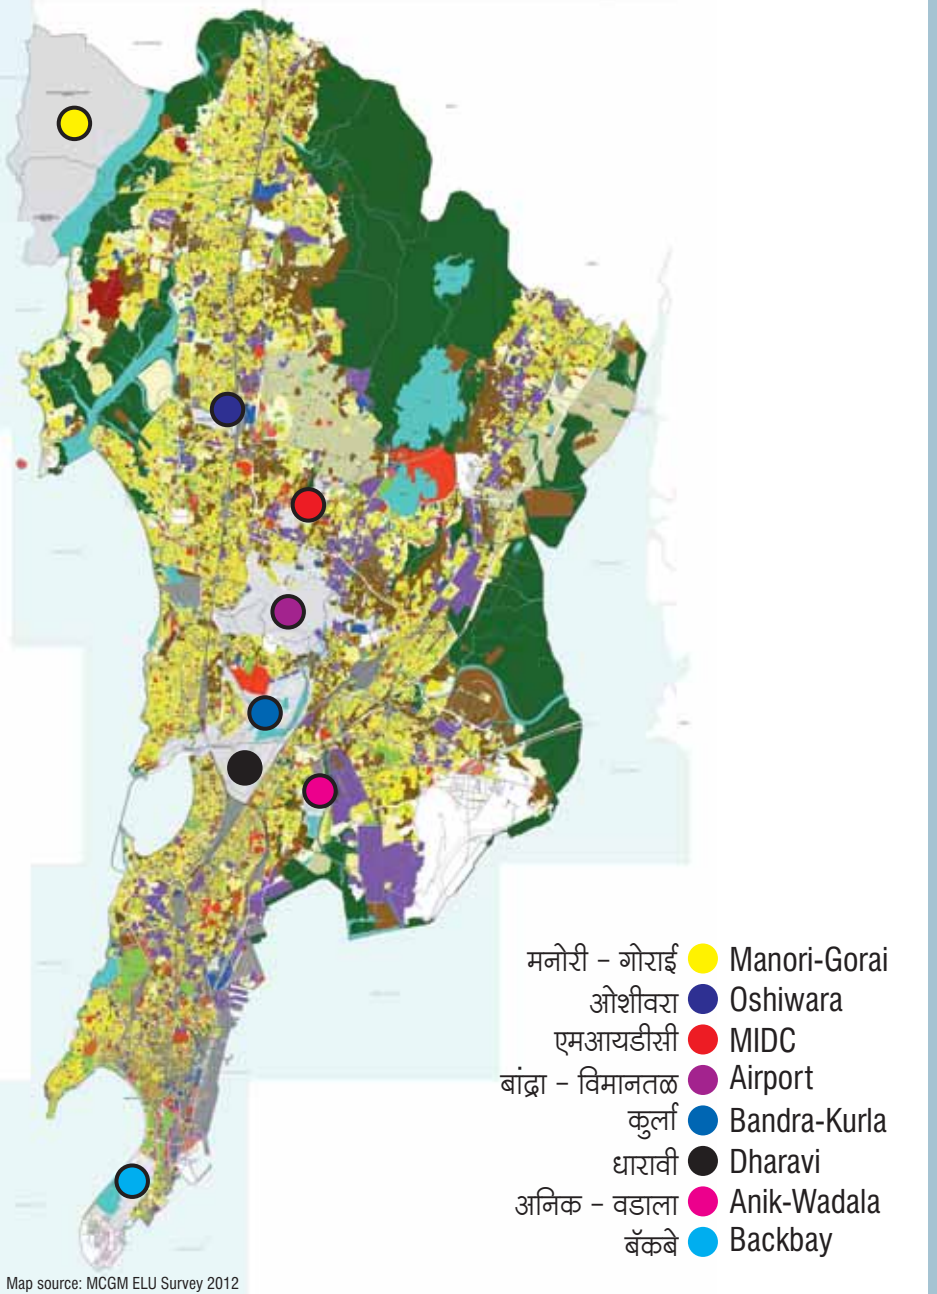 मनोरी - गोराई Manori-Gorai
ओशीवरा Oshiwara
एमआयडीसी MIDC
बांद्रा - विमानतळ Airport
कुर्ला Bandra-Kurla
धारावी Dharavi
अनिक - वडाला Anik-Wadala
बॅकबे Backbay
Map source: MCGM ELU Survey 2012